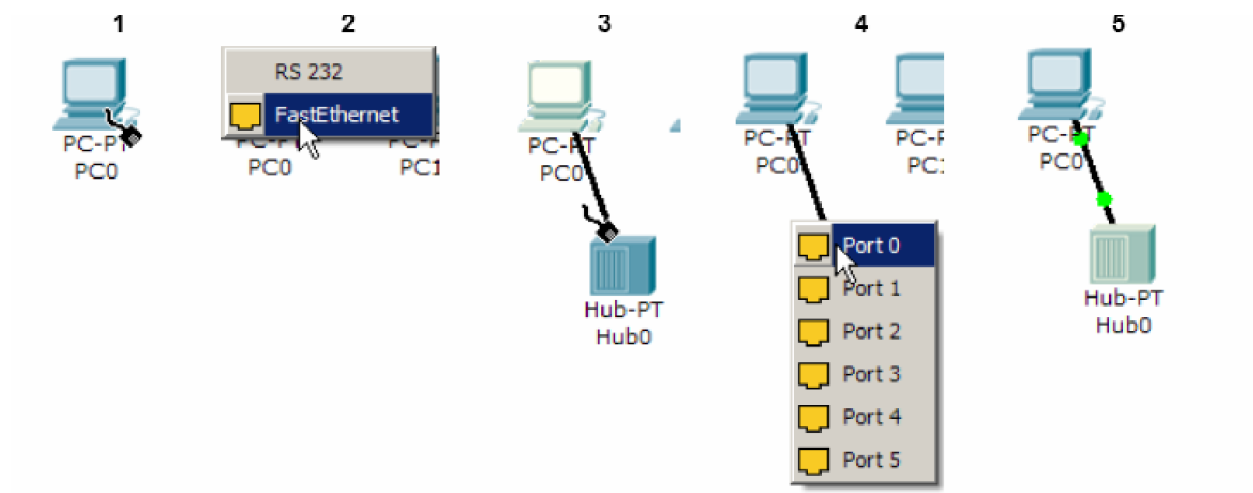 1
2
3
4
5
PC-PT
PC0
RS 232
FastEthernet
PC0
PC1
PC-PT
PC0
Hub-PT
Hub0
PC-PT
PC0
Port 0
Port 1
Port 2
Port 3
Port 4
Port 5
PC-PT
PC0
Hub-PT
Hub0